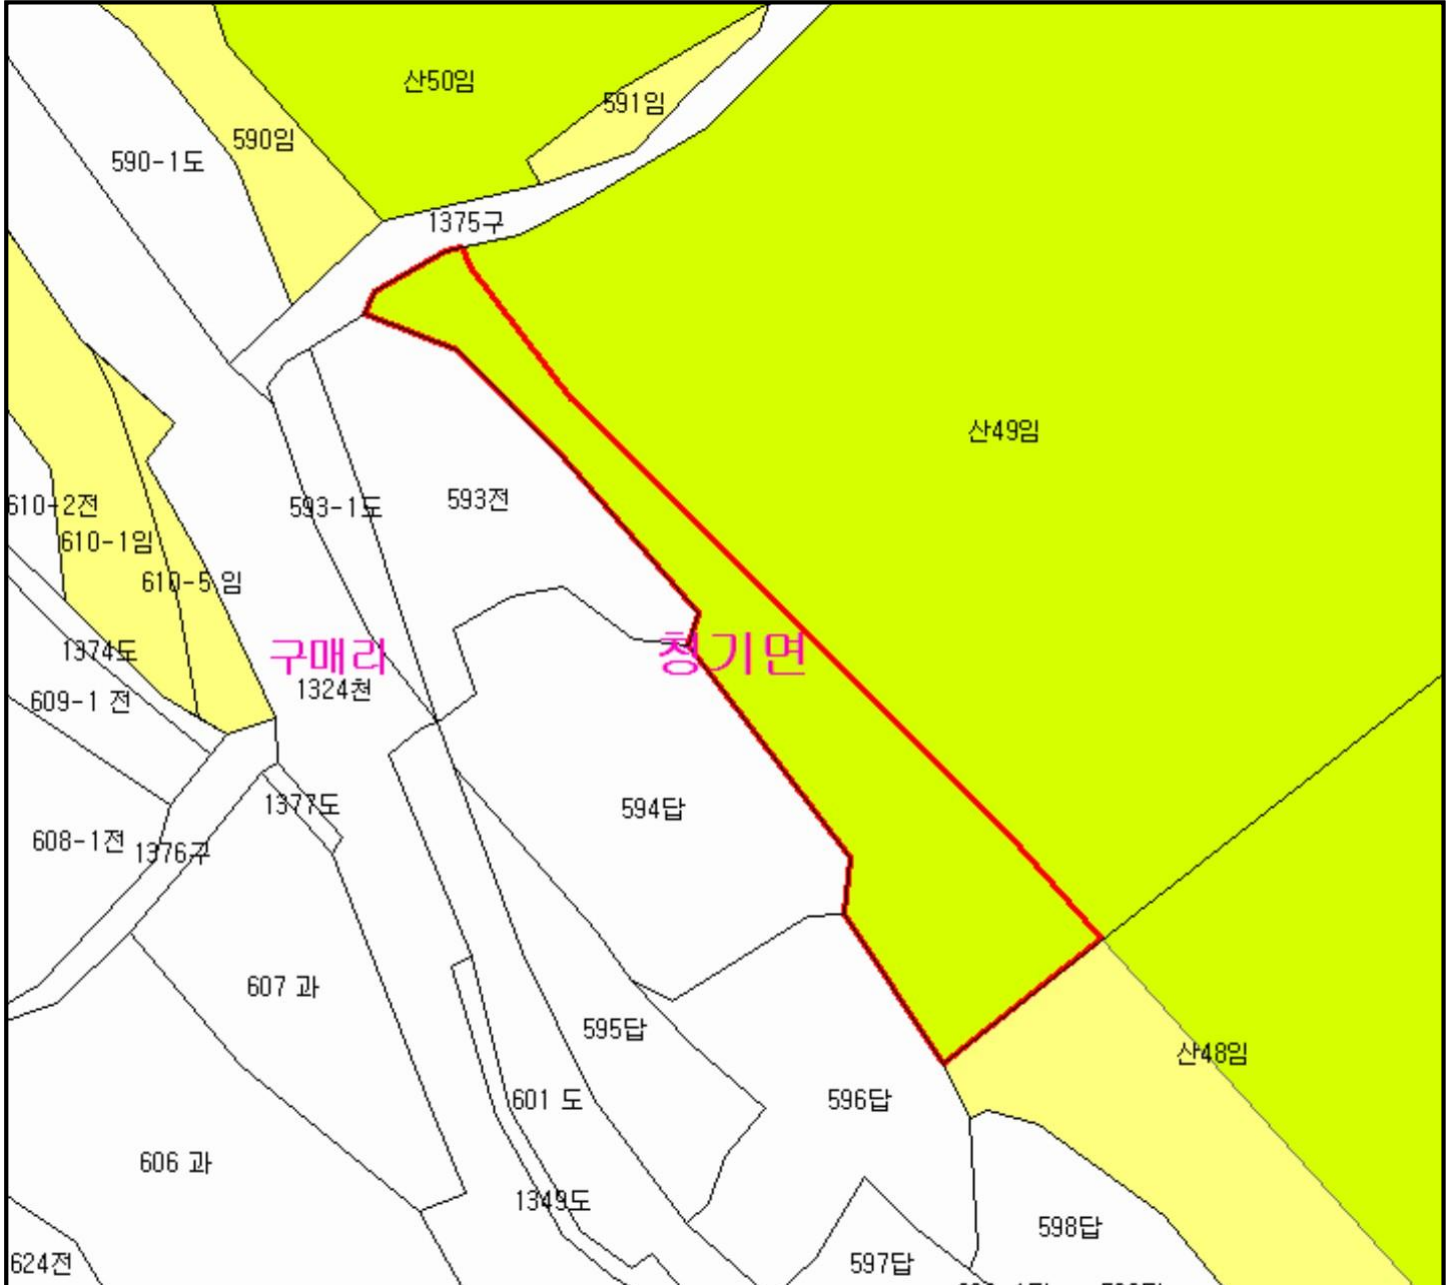 산50임
591임
590임
590-1도
1375구
산49임
593전
593-1도
610-2전
610-1임
610-5 임
1374도
구매리
청기면
1324천
609-1 전
594답
1377도
608-1전
1376구
607 과
595답
산48임
601 도
596답
606 과
1349도
598답
597답
624전